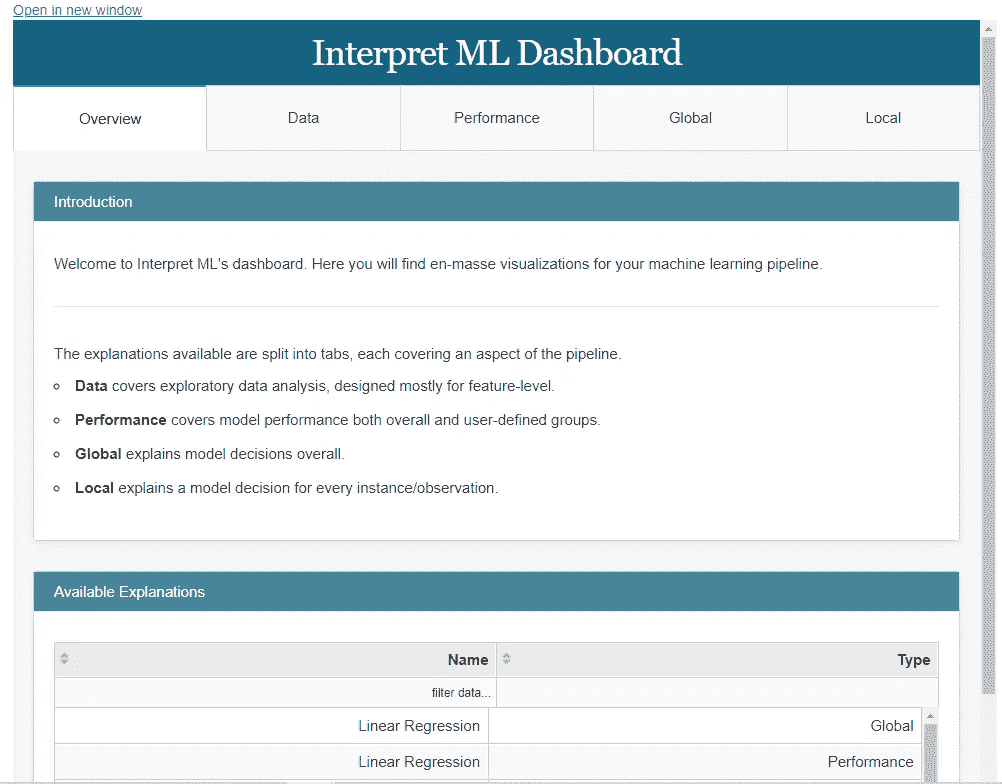 Open in new window
Interpret ML Dashboard
Overview Data Performance Global Local
Introduction
Welcome to Interpret ML's dashboard. Here you will find en-masse visualizations for your machine learning pipeline.
The explanations available are split into tabs, each covering an aspect of the pipeline.
Data covers exploratory data analysis, designed mostly for feature-level.
Performance covers model performance both overall and user-defined groups.
Global explains model decisions overall.
Local explains a model decision for every instance/observation.
Available Explanations
Name Type
filter data...
Linear Regression Global
Linear Regression Performance